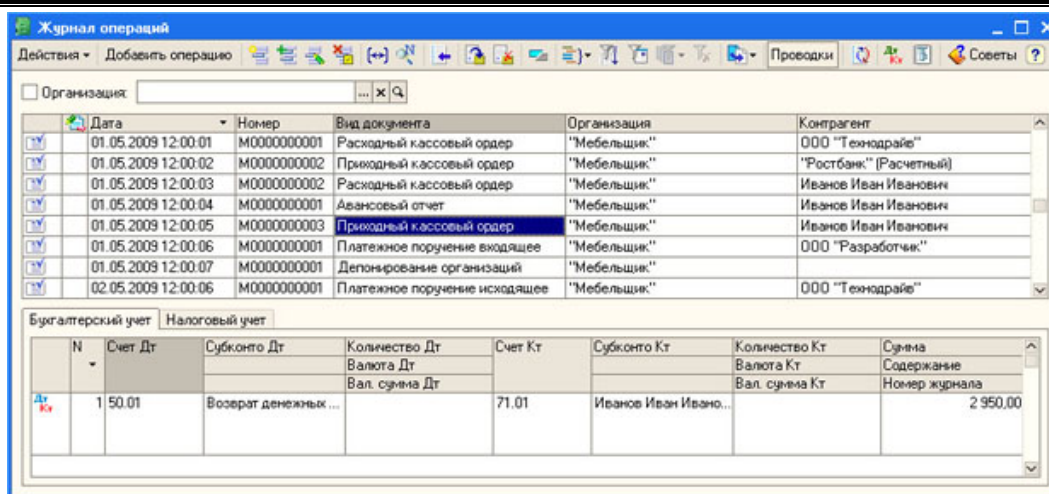 Журнал операций
Действия Добавить операцию Проводки Советы
Организация:
Дата Номер Вид документа Организация Контрагент
01.05.2009 12:00:01 М0000000001 Расходный кассовый ордер "Мебельщик" ООО "Технодрайв"
01.05.2009 12:00:02 М0000000002 Приходный кассовый ордер "Мебельщик" "Ростбанк" (Расчетный)
01.05.2009 12:00:03 М0000000002 Расходный кассовый ордер "Мебельщик" Иванов Иван Иванович
01.05.2009 12:00:04 М0000000001 Авансовый отчет "Мебельщик" Иванов Иван Иванович
01.05.2009 12:00:05 М0000000003 Приходный кассовый ордер "Мебельщик" Иванов Иван Иванович
01.05.2009 12:00:06 М0000000001 Платежное поручение входящее "Мебельщик" ООО "Разработчик"
01.05.2009 12:00:07 М0000000001 Депонирование организаций "Мебельщик"
02.05.2009 12:00:06 М0000000001 Платежное поручение исходящее "Мебельщик" ООО "Технодрайв"
Бухгалтерский учет Налоговый учет
N Счет Дт Субконто Дт Количество Дт Счет Кт Субконто Кт Количество Кт Сумма
Валюта Дт Валюта Кт Содержание
Вал. сумма Дт Вал. сумма Кт Номер журнала
Дт Кт 1 50.01 Возврат денежных ... 71.01 Иванов Иван Ивано... 2 950,00